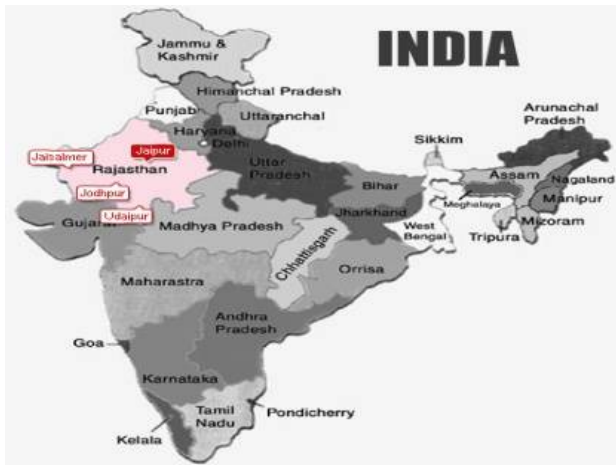 INDIA
Jammu &
Kashmir
Himanchal Pradesh
Punjab
Uttaranchal
Haryana
Delhi
Arunachal
Pradesh
Sikkim
Jaisalmer
Jaipur
Rajasthan
Uttar
Pradesh
Assam
Nagaland
Bihar
Jodhpur
Meghalaya
Manipur
Udaipur
Gujarat
Madhya Pradesh
Jharkhand
West
Bengal
Tripura
Mizoram
Chhattisgarh
Orrisa
Maharastra
Andhra
Pradesh
Goa
Karnataka
Tamil
Nadu
Pondicherry
Kelala